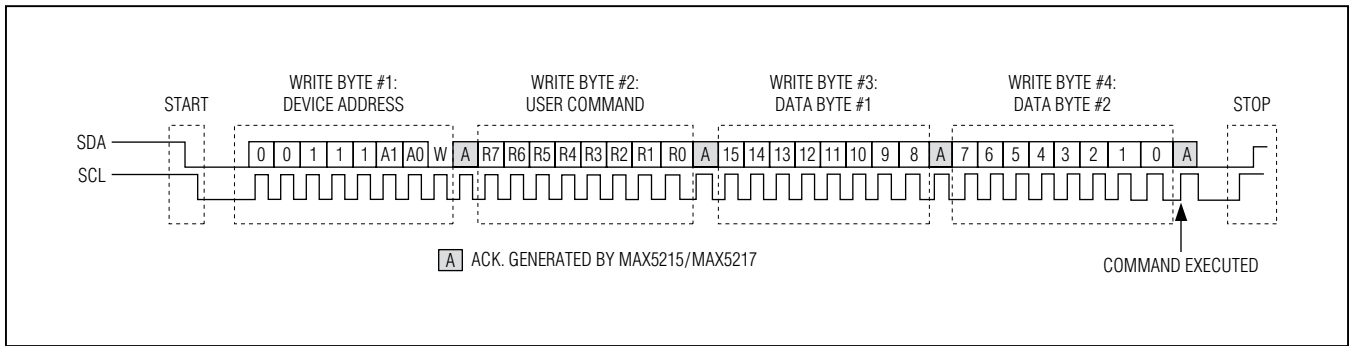 WRITE BYTE #1:
DEVICE ADDRESS
WRITE BYTE #2:
USER COMMAND
WRITE BYTE #3:
DATA BYTE #1
WRITE BYTE #4:
DATA BYTE #2
START
STOP
SDA
0 0 1 1 1 A1 A0 W A R7 R6 R5 R4 R3 R2 R1 R0 A 15 14 13 12 11 10 9 8 A 7 6 5 4 3 2 1 0 A
SCL
A ACK. GENERATED BY MAX5215/MAX5217
COMMAND EXECUTED